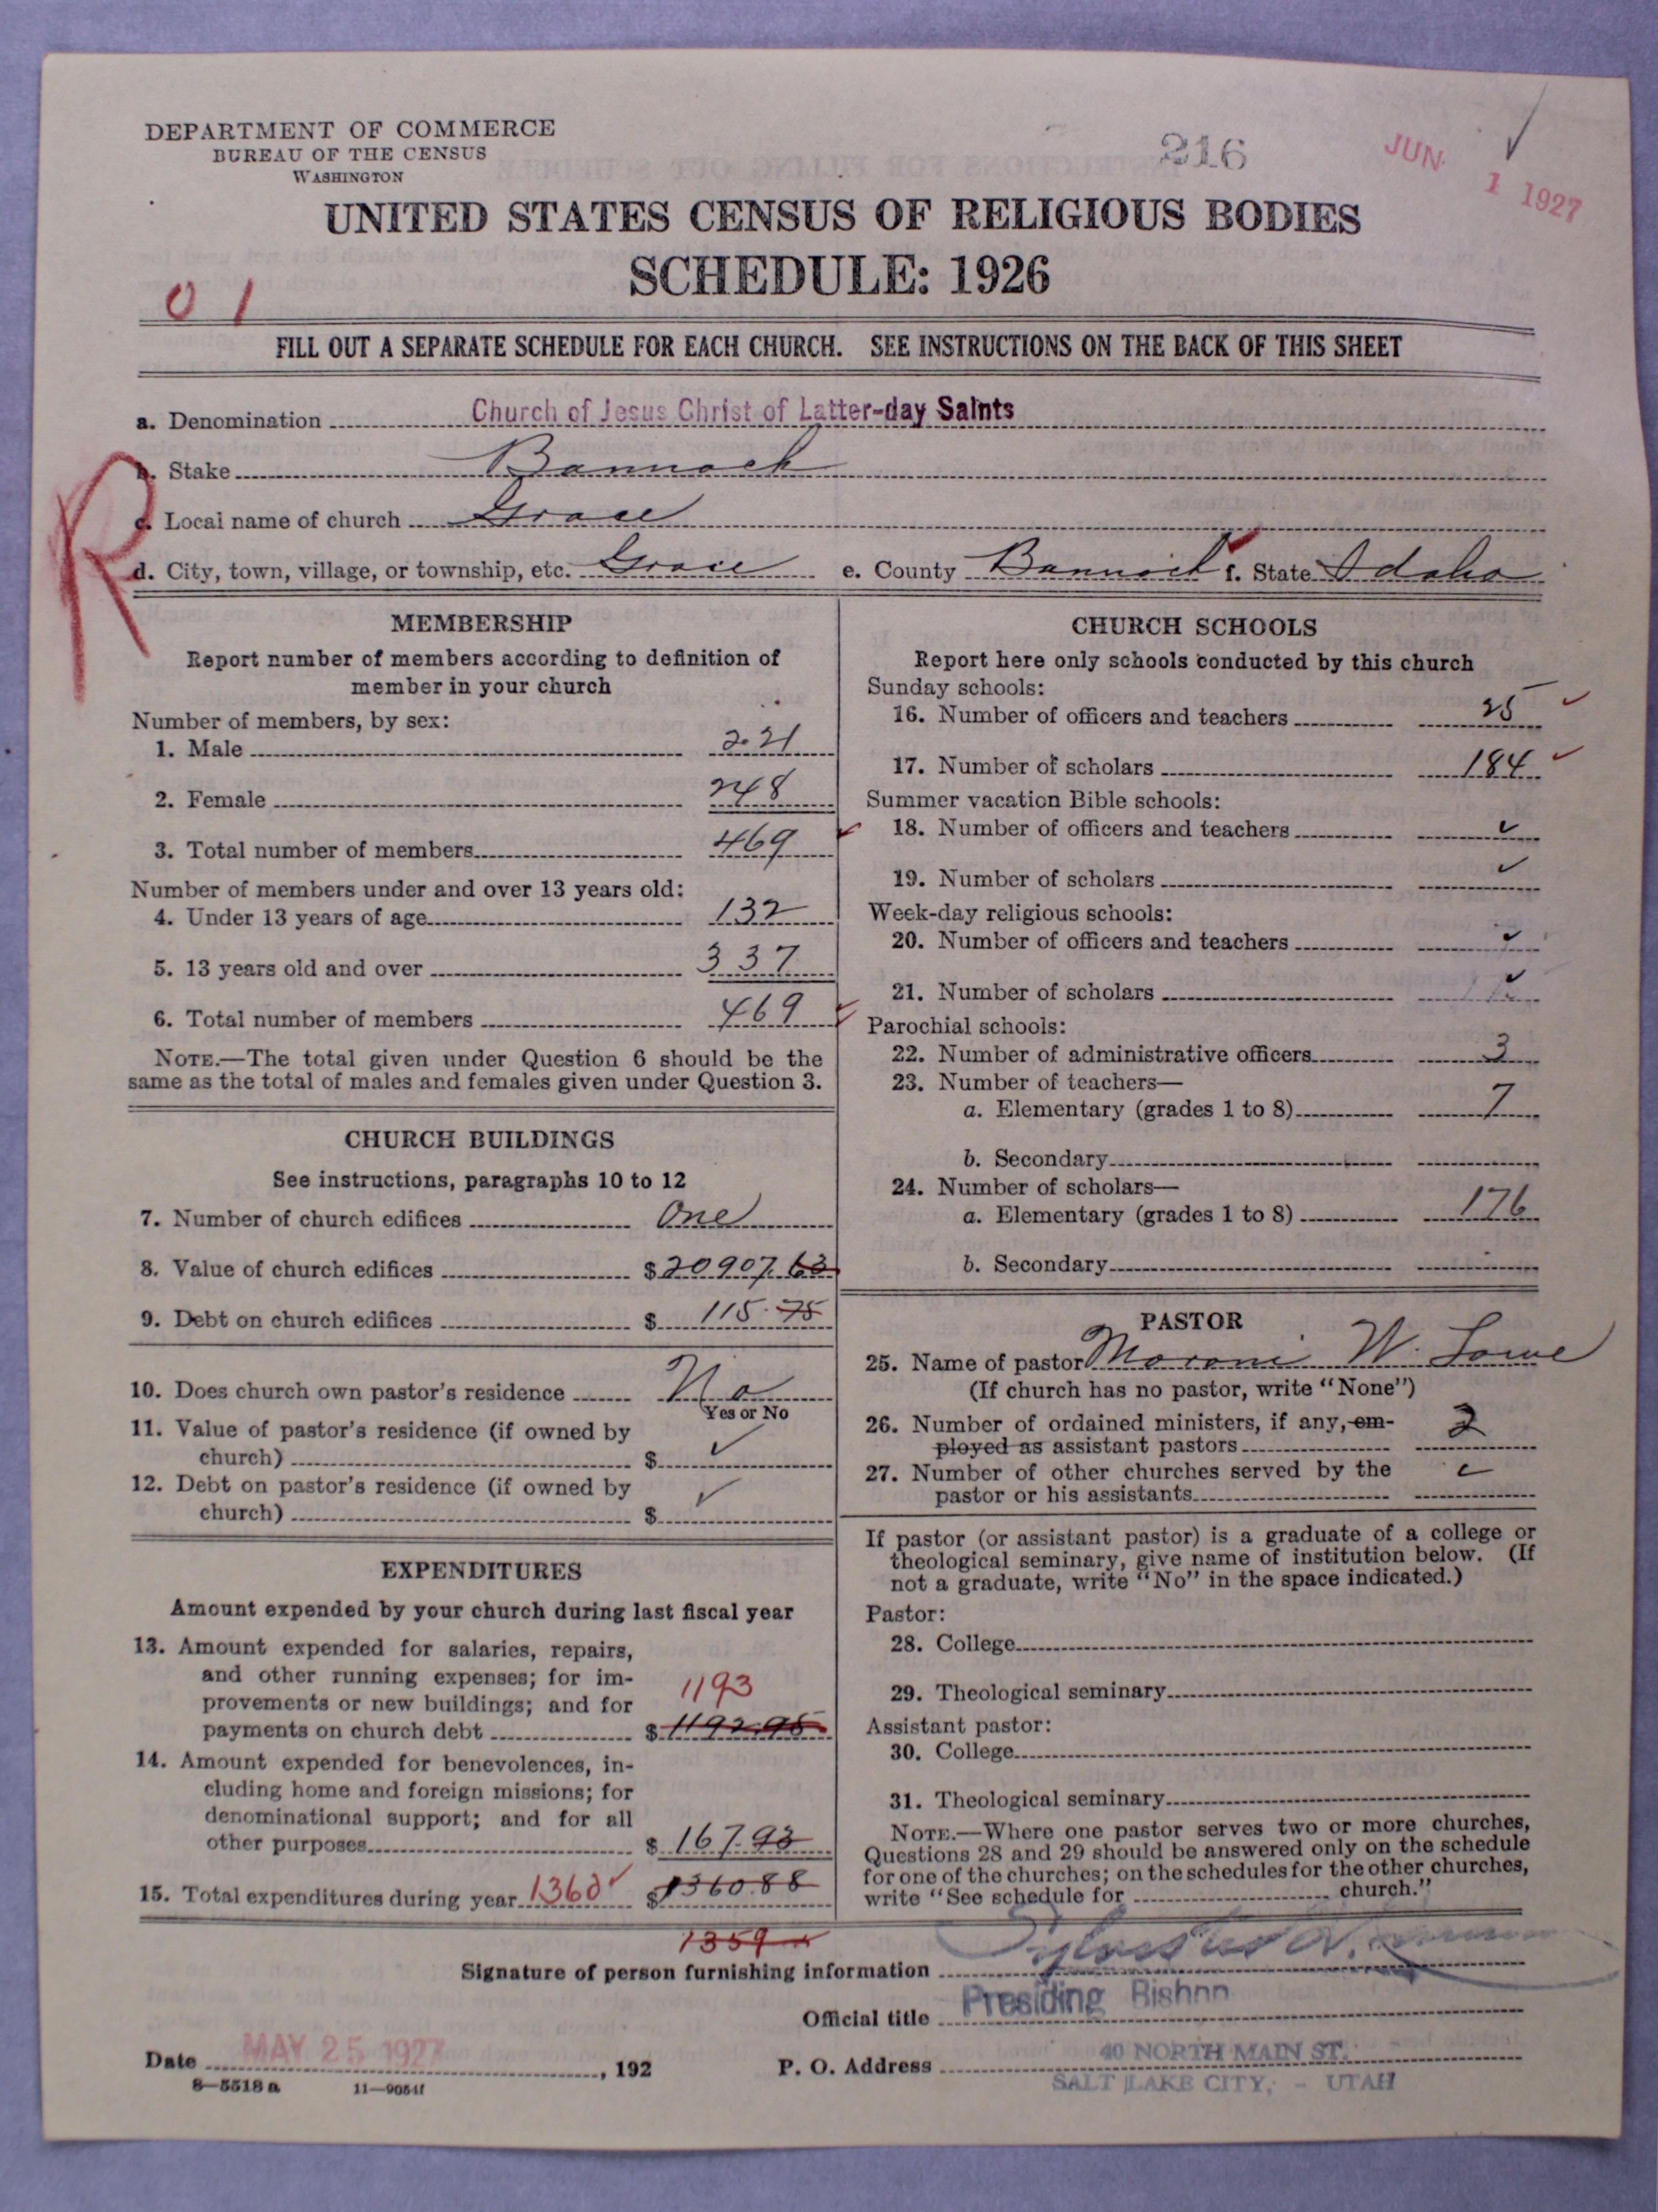 DEPARTMENT OF COMMERCE
BUREAU OF THE CENSUS
WASHINGTON
216
JUN 1 1927
UNITED STATES CENSUS OF RELIGIOUS BODIES
SCHEDULE: 1926
01
FILL OUT A SEPARATE SCHEDULE FOR EACH CHURCH. SEE INSTRUCTIONS ON THE BACK OF THIS SHEET
a. Denomination Church of Jesus Christ of Latter-day Saints
R
b. Stake Bannock
c. Local name of church Grace
d. City, town, village, or township, etc. Grace e. County Bannock f. State Idaho
MEMBERSHIP
Report number of members according to definition of
member in your church
Number of members, by sex:
1. Male 221
2. Female 248
3. Total number of members 469
Number of members under and over 13 years old:
4. Under 13 years of age 132
5. 13 years old and over 337
6. Total number of members 469
NOTE.—The total given under Question 6 should be the
same as the total of males and females given under Question 3.
CHURCH BUILDINGS
See instructions, paragraphs 10 to 12
7. Number of church edifices One
8. Value of church edifices $ 20907.63
9. Debt on church edifices $ 115.75
10. Does church own pastor's residence No
Yes or No
11. Value of pastor's residence (if owned by
church) $ ✓
12. Debt on pastor's residence (if owned by
church) $ ✓
EXPENDITURES
Amount expended by your church during last fiscal year
13. Amount expended for salaries, repairs,
and other running expenses; for im-
provements or new buildings; and for 1193
payments on church debt $ 1192.95
14. Amount expended for benevolences, in-
cluding home and foreign missions; for
denominational support; and for all
other purposes $ 167.93
15. Total expenditures during year 1360 $ 1360.88
1359
CHURCH SCHOOLS
Report here only schools conducted by this church
Sunday schools:
16. Number of officers and teachers 25 ✓
17. Number of scholars 184 ✓
Summer vacation Bible schools:
18. Number of officers and teachers ✓
19. Number of scholars ✓
Week-day religious schools:
20. Number of officers and teachers ✓
21. Number of scholars ✓
Parochial schools:
22. Number of administrative officers 3
23. Number of teachers—
a. Elementary (grades 1 to 8) 7
b. Secondary
24. Number of scholars—
a. Elementary (grades 1 to 8) 176
b. Secondary
PASTOR
25. Name of pastor Moroni W. Lowe
(If church has no pastor, write "None")
26. Number of ordained ministers, if any, em-
ployed as assistant pastors 2
27. Number of other churches served by the
pastor or his assistants
If pastor (or assistant pastor) is a graduate of a college or
theological seminary, give name of institution below. (If
not a graduate, write "No" in the space indicated.)
Pastor:
28. College
29. Theological seminary
Assistant pastor:
30. College
31. Theological seminary
NOTE.—Where one pastor serves two or more churches,
Questions 28 and 29 should be answered only on the schedule
for one of the churches; on the schedules for the other churches,
write "See schedule for church."
Signature of person furnishing information
Official title Presiding Bishop
Date MAY 25 1927, 192 P. O. Address 40 NORTH MAIN ST.
SALT LAKE CITY, - UTAH
8—5518 a 11—9054f